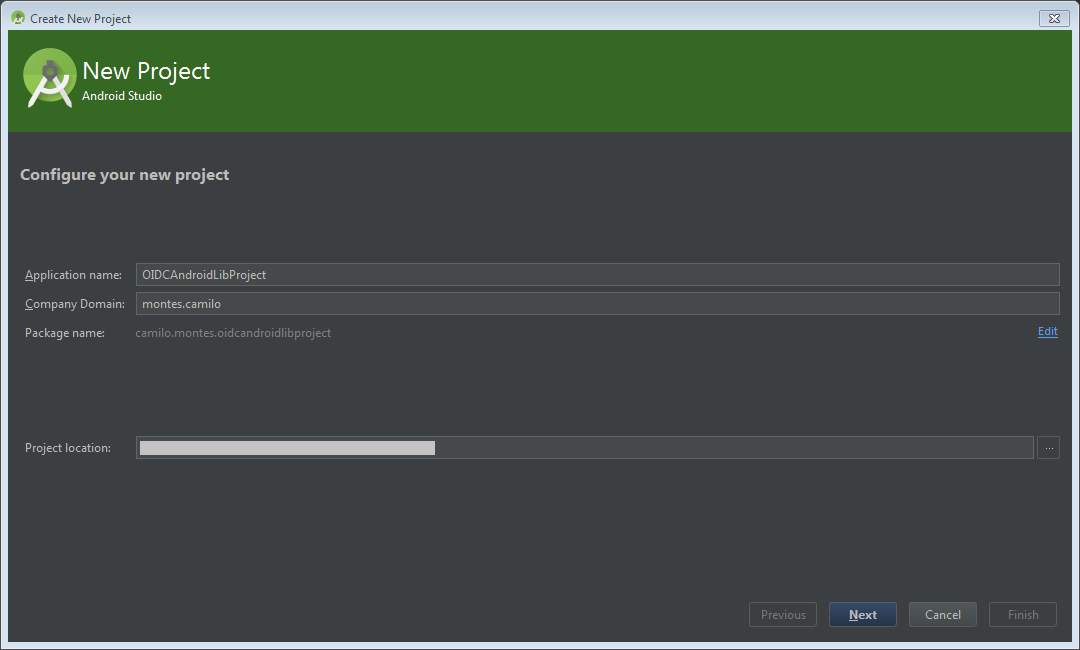 Create New Project
New Project
Android Studio
Configure your new project
Application name: OIDCAndroidLibProject
Company Domain: montes.camilo
Package name: camilo.montes.oidcandroidlibproject Edit
Project location: ...
Previous Next Cancel Finish